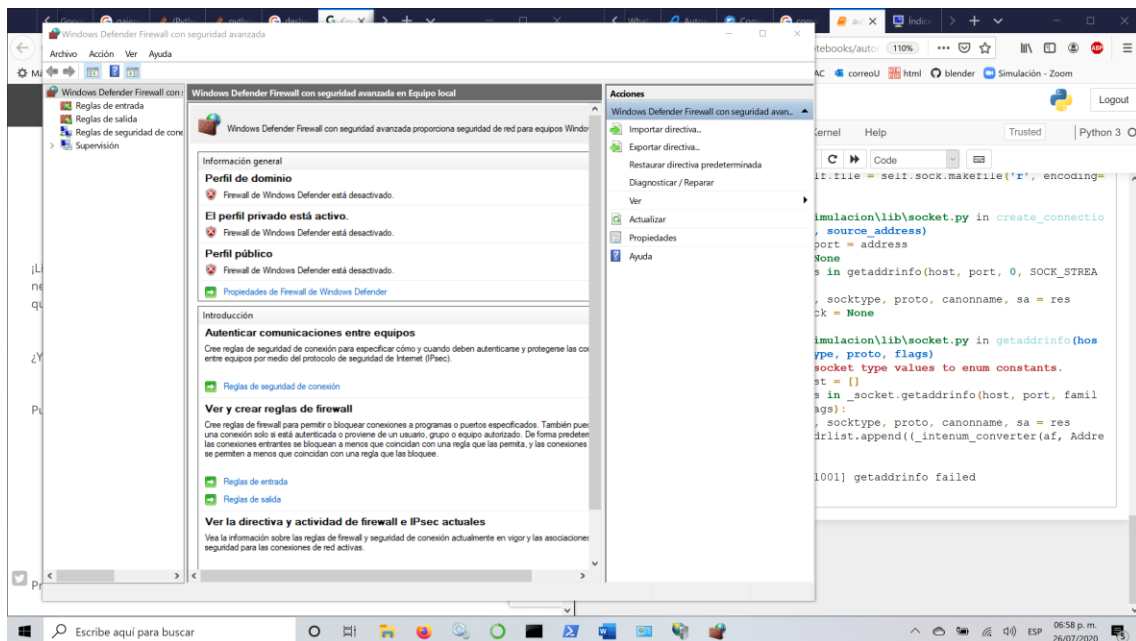 Windows Defender Firewall con seguridad avanzada
Archivo Acción Ver Ayuda
Windows Defender Firewall con
Reglas de entrada
Reglas de salida
Reglas de seguridad de cone
Supervisión
Windows Defender Firewall con seguridad avanzada en Equipo local
Windows Defender Firewall con seguridad avanzada proporciona seguridad de red para equipos Windo
Información general
Perfil de dominio
Firewall de Windows Defender está desactivado.
El perfil privado está activo.
Firewall de Windows Defender está desactivado.
Perfil público
Firewall de Windows Defender está desactivado.
Propiedades de Firewall de Windows Defender
Introducción
Autenticar comunicaciones entre equipos
Cree reglas de seguridad de conexión para especificar cómo y cuando deben autenticarse y protegerse las co
entre equipos por medio del protocolo de seguridad de Internet (IPsec).
Reglas de seguridad de conexión
Ver y crear reglas de firewall
Cree reglas de firewall para permitir o bloquear conexiones a programas o puertos especificados. También pue
una conexión solo si está autenticada o proviene de un usuario, grupo o equipo autorizado. De forma predeten
las conexiones entrantes se bloquean a menos que coincidan con una regla que las permita, y las conexiones
se permiten a menos que coincidan con una regla que las bloquee.
Reglas de entrada
Reglas de salida
Ver la directiva y actividad de firewall e IPsec actuales
Vea la información sobre las reglas de firewall y seguridad de conexión actualmente en vigor y las asociaciones
seguridad para las conexiones de red activas.
Acciones
Windows Defender Firewall con seguridad avan...
Importar directiva...
Exportar directiva...
Restaurar directiva predeterminada
Diagnosticar / Reparar
Ver
Actualizar
Propiedades
Ayuda
Índice
tebooks/autor 110%
AC correoU html blender Simulación - Zoom
Logout
Kernel Help Trusted Python 3
Code
lf.file = self.sock.makefile('r', encoding=
imulacion\lib\socket.py in create_connectio
, source_address)
port = address
None
s in getaddrinfo(host, port, 0, SOCK_STREA
, socktype, proto, canonname, sa = res
ck = None
imulacion\lib\socket.py in getaddrinfo(hos
ype, proto, flags)
socket type values to enum constants.
st = []
s in _socket.getaddrinfo(host, port, famil
ags):
, socktype, proto, canonname, sa = res
drlist.append((_intenum_converter(af, Addre
1001] getaddrinfo failed
Escribe aquí para buscar
ESP
06:58 p. m.
26/07/2020